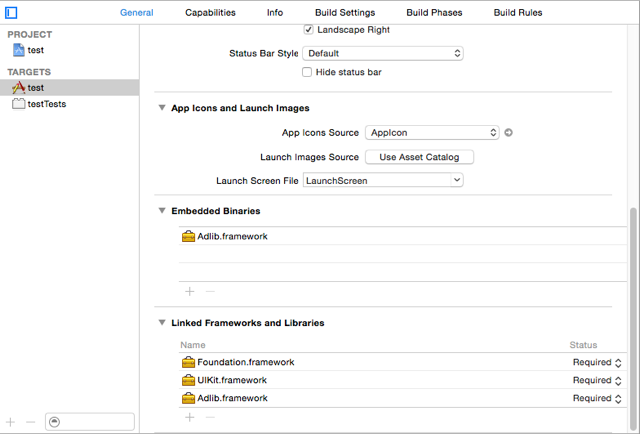 General Capabilities Info Build Settings Build Phases Build Rules
PROJECT
test
TARGETS
test
testTests
Landscape Right
Status Bar Style Default
Hide status bar
App Icons and Launch Images
App Icons Source AppIcon
Launch Images Source Use Asset Catalog
Launch Screen File LaunchScreen
Embedded Binaries
Adlib.framework
Linked Frameworks and Libraries
Name Status
Foundation.framework Required
UIKit.framework Required
Adlib.framework Required